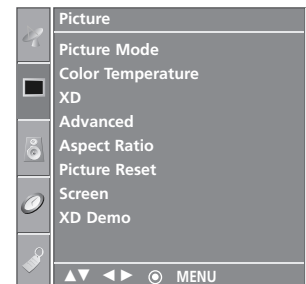 Picture
Picture Mode
Color Temperature
XD
Advanced
Aspect Ratio
Picture Reset
Screen
XD Demo
▲▼ ◄► ◉ MENU